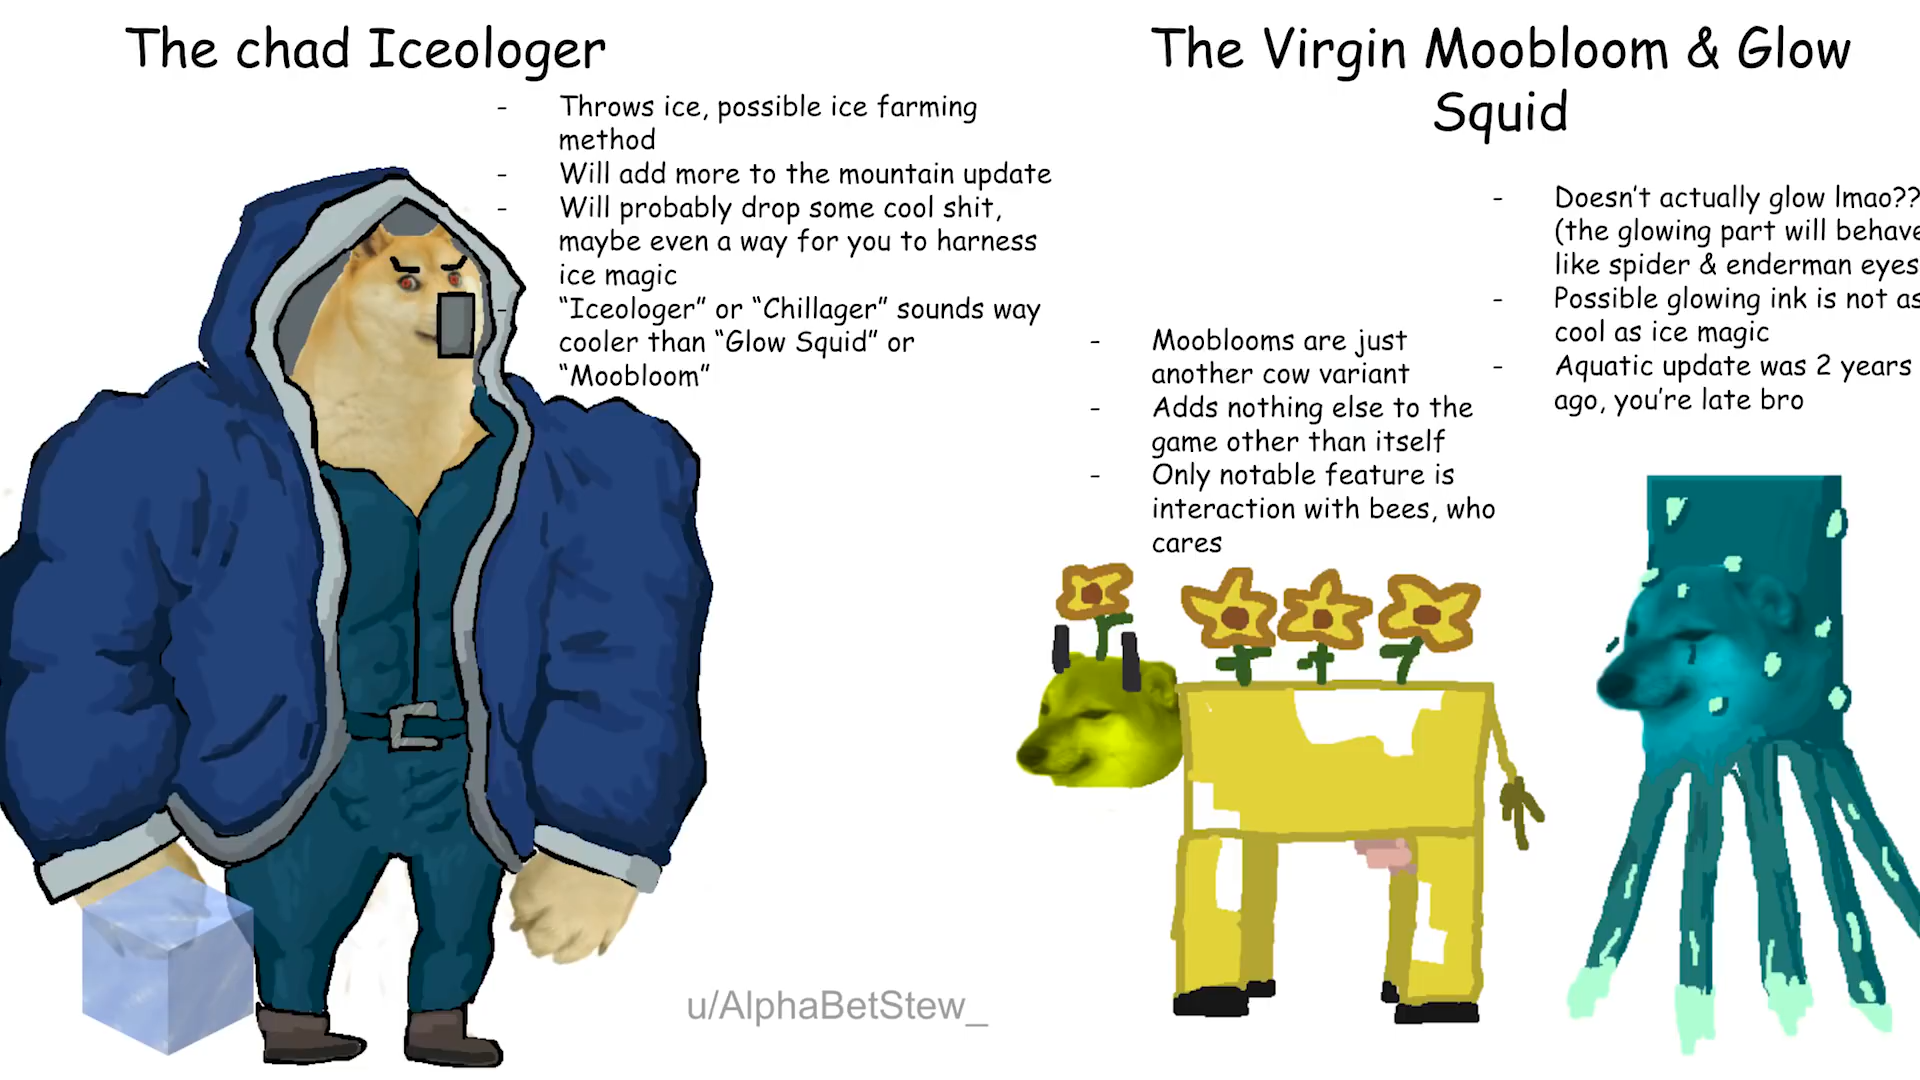 The chad Iceologer
- Throws ice, possible ice farming
method
- Will add more to the mountain update
- Will probably drop some cool shit,
maybe even a way for you to harness
ice magic
- “Iceologer” or “Chillager” sounds way
cooler than “Glow Squid” or
“Moobloom”
The Virgin Moobloom & Glow
Squid
- Mooblooms are just
another cow variant
- Adds nothing else to the
game other than itself
- Only notable feature is
interaction with bees, who
cares
- Doesn’t actually glow lmao??
(the glowing part will behave
like spider & enderman eyes
- Possible glowing ink is not as
cool as ice magic
- Aquatic update was 2 years
ago, you’re late bro
u/AlphaBetStew_